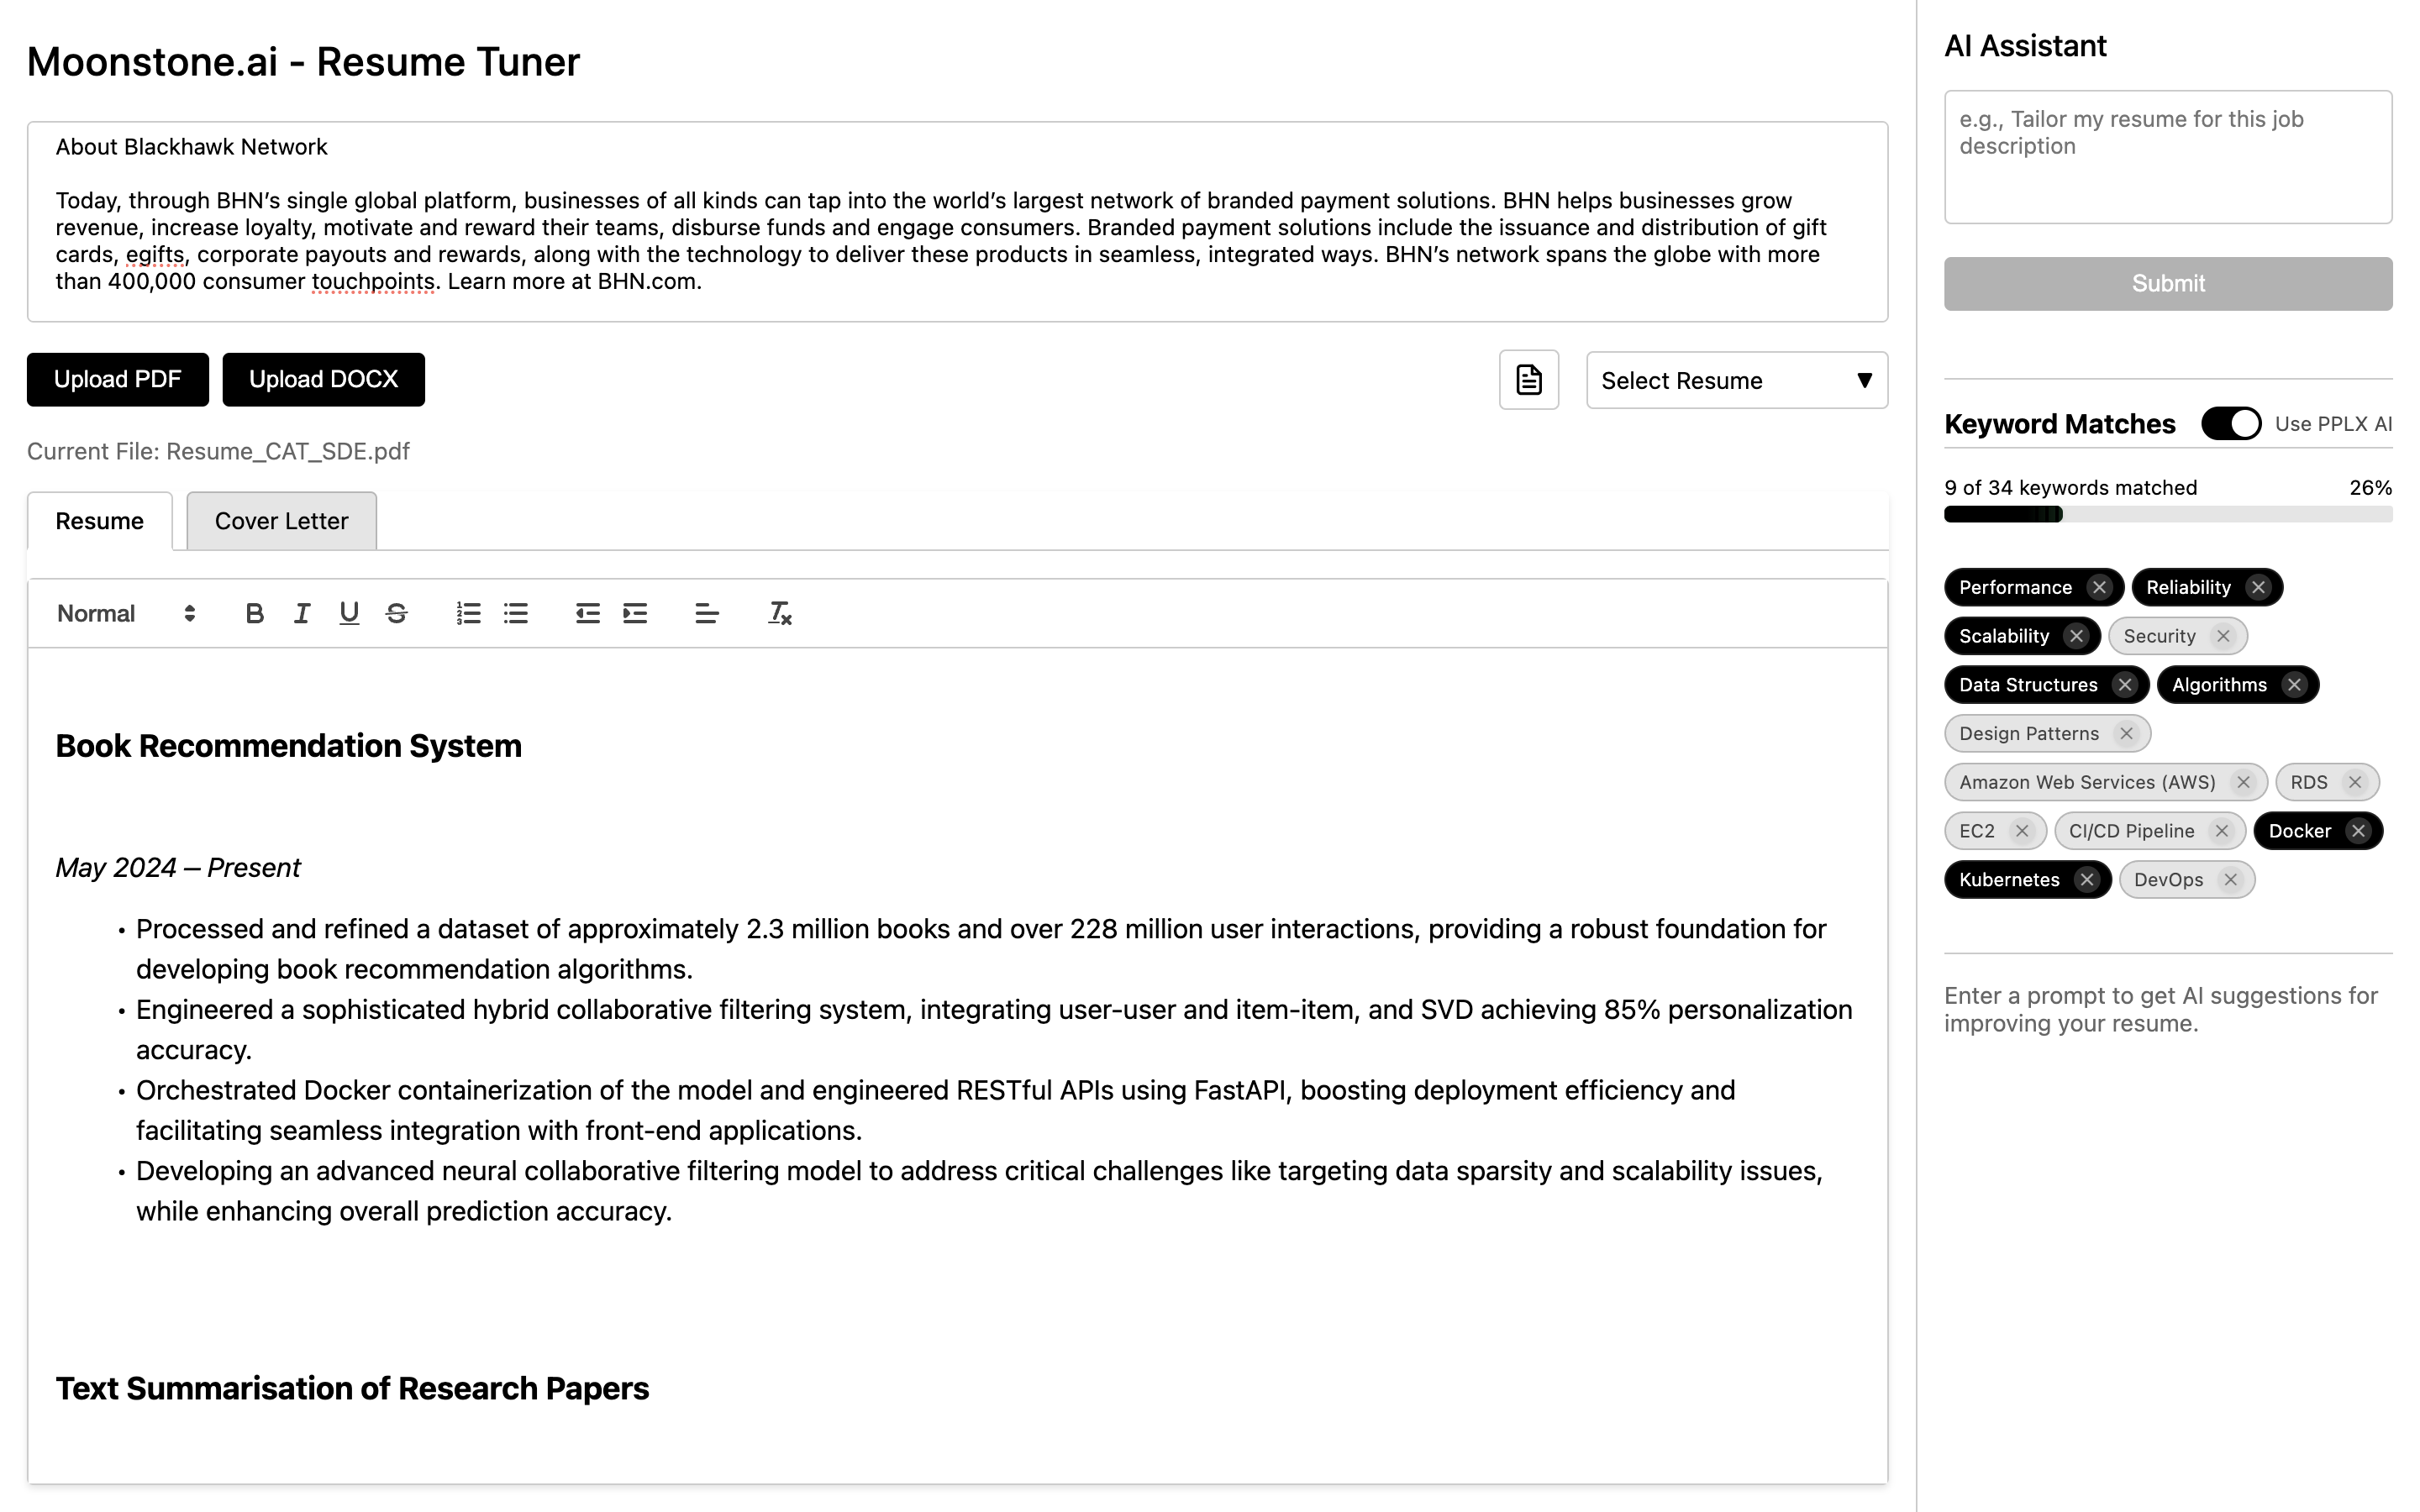 Moonstone.ai - Resume Tuner
About Blackhawk Network
Today, through BHN’s single global platform, businesses of all kinds can tap into the world’s largest network of branded payment solutions. BHN helps businesses grow
revenue, increase loyalty, motivate and reward their teams, disburse funds and engage consumers. Branded payment solutions include the issuance and distribution of gift
cards, egifts, corporate payouts and rewards, along with the technology to deliver these products in seamless, integrated ways. BHN’s network spans the globe with more
than 400,000 consumer touchpoints. Learn more at BHN.com.
Upload PDF
Upload DOCX
Select Resume
Current File: Resume_CAT_SDE.pdf
Resume
Cover Letter
Normal
Book Recommendation System
May 2024 – Present
• Processed and refined a dataset of approximately 2.3 million books and over 228 million user interactions, providing a robust foundation for
developing book recommendation algorithms.
• Engineered a sophisticated hybrid collaborative filtering system, integrating user-user and item-item, and SVD achieving 85% personalization
accuracy.
• Orchestrated Docker containerization of the model and engineered RESTful APIs using FastAPI, boosting deployment efficiency and
facilitating seamless integration with front-end applications.
• Developing an advanced neural collaborative filtering model to address critical challenges like targeting data sparsity and scalability issues,
while enhancing overall prediction accuracy.
Text Summarisation of Research Papers
AI Assistant
e.g., Tailor my resume for this job
description
Submit
Keyword Matches
Use PPLX AI
9 of 34 keywords matched
26%
Performance
Reliability
Scalability
Security
Data Structures
Algorithms
Design Patterns
Amazon Web Services (AWS)
RDS
EC2
CI/CD Pipeline
Docker
Kubernetes
DevOps
Enter a prompt to get AI suggestions for
improving your resume.